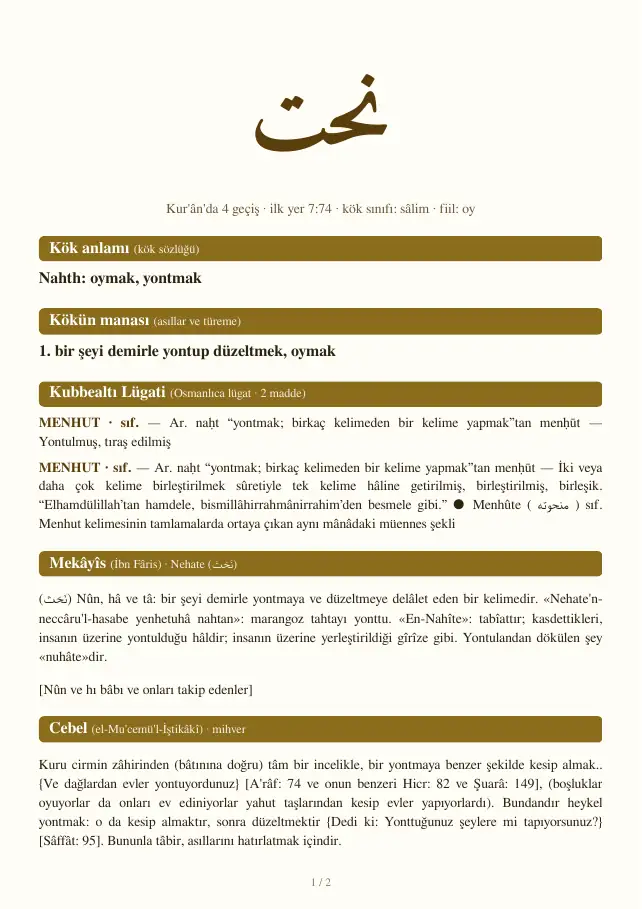 نحت
Kur'ân'da 4 geçiş · ilk yer 7:74 · kök sınıfı: sâlim · fiil: oy
Kök anlamı (kök sözlüğü)
Nahth: oymak, yontmak
Kökün manası (asıllar ve türeme)
1. bir şeyi demirle yontup düzeltmek, oymak
Kubbealtı Lügati (Osmanlıca lügat · 2 madde)
MENHUT · sıf. — Ar. naḥt “yontmak; birkaç kelimeden bir kelime yapmak”tan menḥūt —
Yontulmuş, tıraş edilmiş
MENHUT · sıf. — Ar. naḥt “yontmak; birkaç kelimeden bir kelime yapmak”tan menḥūt — İki veya
daha çok kelime birleştirilmek sûretiyle tek kelime hâline getirilmiş, birleştirilmiş, birleşik.
“Elhamdülillah’tan hamdele, bismillâhirrahmânirrahim’den besmele gibi.” ● Menhûte ( منحوته ) sıf.
Menhut kelimesinin tamlamalarda ortaya çıkan aynı mânâdaki müennes şekli
Mekâyîs (İbn Fâris) · Nehate (نَحَتَ)
(نَحَتَ) Nûn, hâ ve tâ: bir şeyi demirle yontmaya ve düzeltmeye delâlet eden bir kelimedir. «Nehate'n-
neccâru'l-hasabe yenhetuhâ nahtan»: marangoz tahtayı yonttu. «En-Nahîte»: tabîattır; kasdettikleri,
insanın üzerine yontulduğu hâldir; insanın üzerine yerleştirildiği gîrîze gibi. Yontulandan dökülen şey
«nuhâte»dir.
[Nûn ve hı bâbı ve onları takip edenler]
Cebel (el-Mu'cemü'l-İştikâkî) · mihver
Kuru cirmin zâhirinden (bâtınına doğru) tâm bir incelikle, bir yontmaya benzer şekilde kesip almak..
{Ve dağlardan evler yontuyordunuz} [A'râf: 74 ve onun benzeri Hicr: 82 ve Şuarâ: 149], (boşluklar
oyuyorlar da onları ev ediniyorlar yahut taşlarından kesip evler yapıyorlardı). Bundandır heykel
yontmak: o da kesip almaktır, sonra düzeltmektir {Dedi ki: Yonttuğunuz şeylere mi tapıyorsunuz?}
[Sâffât: 95]. Bununla tâbir, asıllarını hatırlatmak içindir.
1 / 2